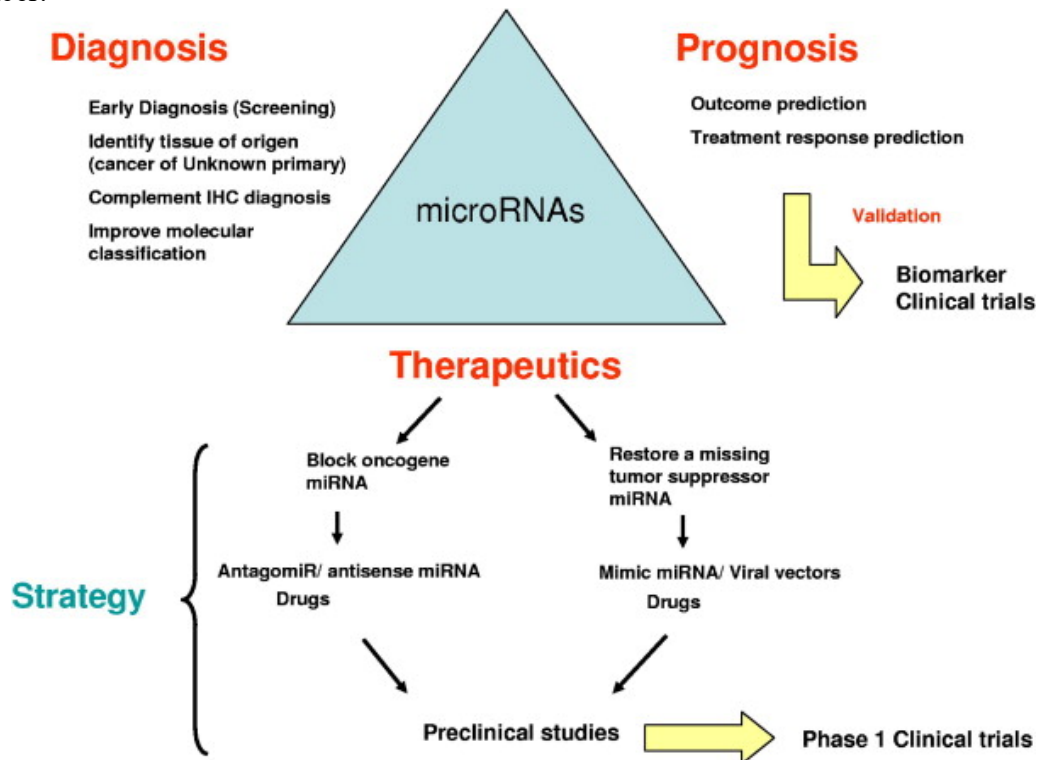 Diagnosis
Early Diagnosis (Screening)
Identify tissue of origen
(cancer of Unknown primary)
Complement IHC diagnosis
Improve molecular
classification
microRNAs
Prognosis
Outcome prediction
Treatment response prediction
Validation
Biomarker
Clinical trials
Therapeutics
Block oncogene
miRNA
Restore a missing
tumor suppressor
miRNA
Strategy
AntagomiR/ antisense miRNA
Drugs
Mimic miRNA/ Viral vectors
Drugs
Preclinical studies
Phase 1 Clinical trials